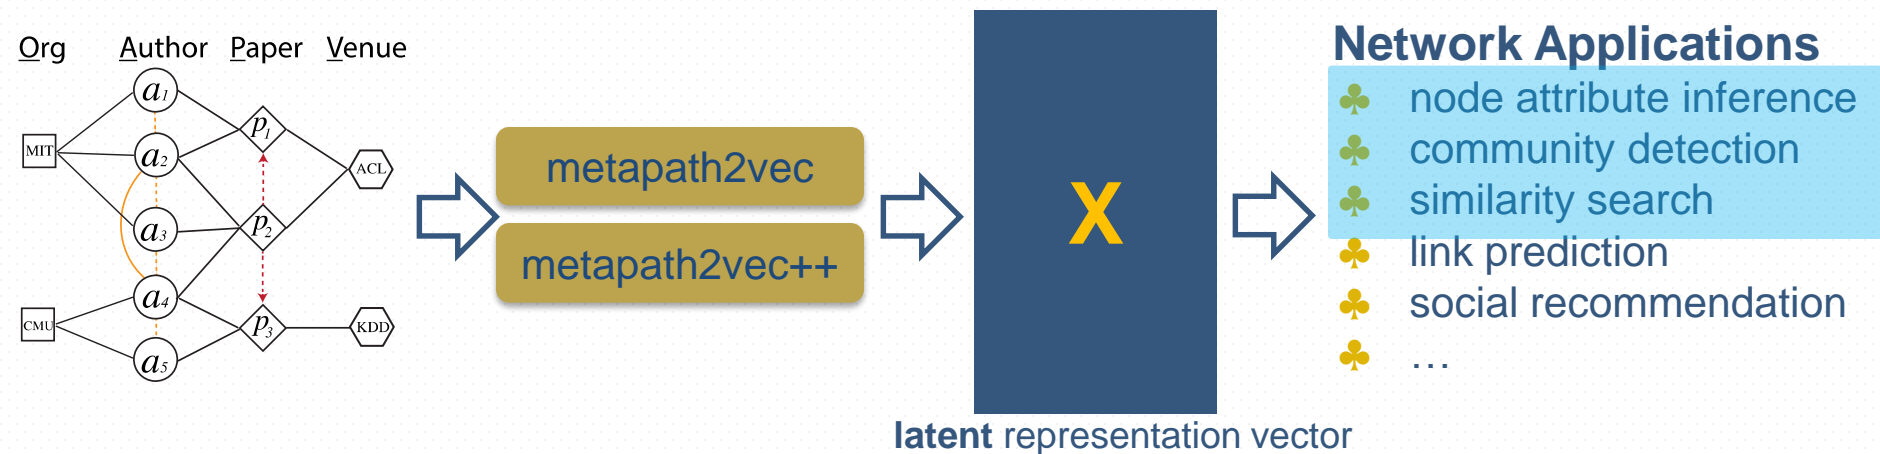 Org Author Paper Venue
a1
a2
a3
a4
a5
MIT
CMU
p1
p2
p3
ACL
KDD
metapath2vec
metapath2vec++
X
latent representation vector
Network Applications
♣ node attribute inference
♣ community detection
♣ similarity search
♣ link prediction
♣ social recommendation
♣ …